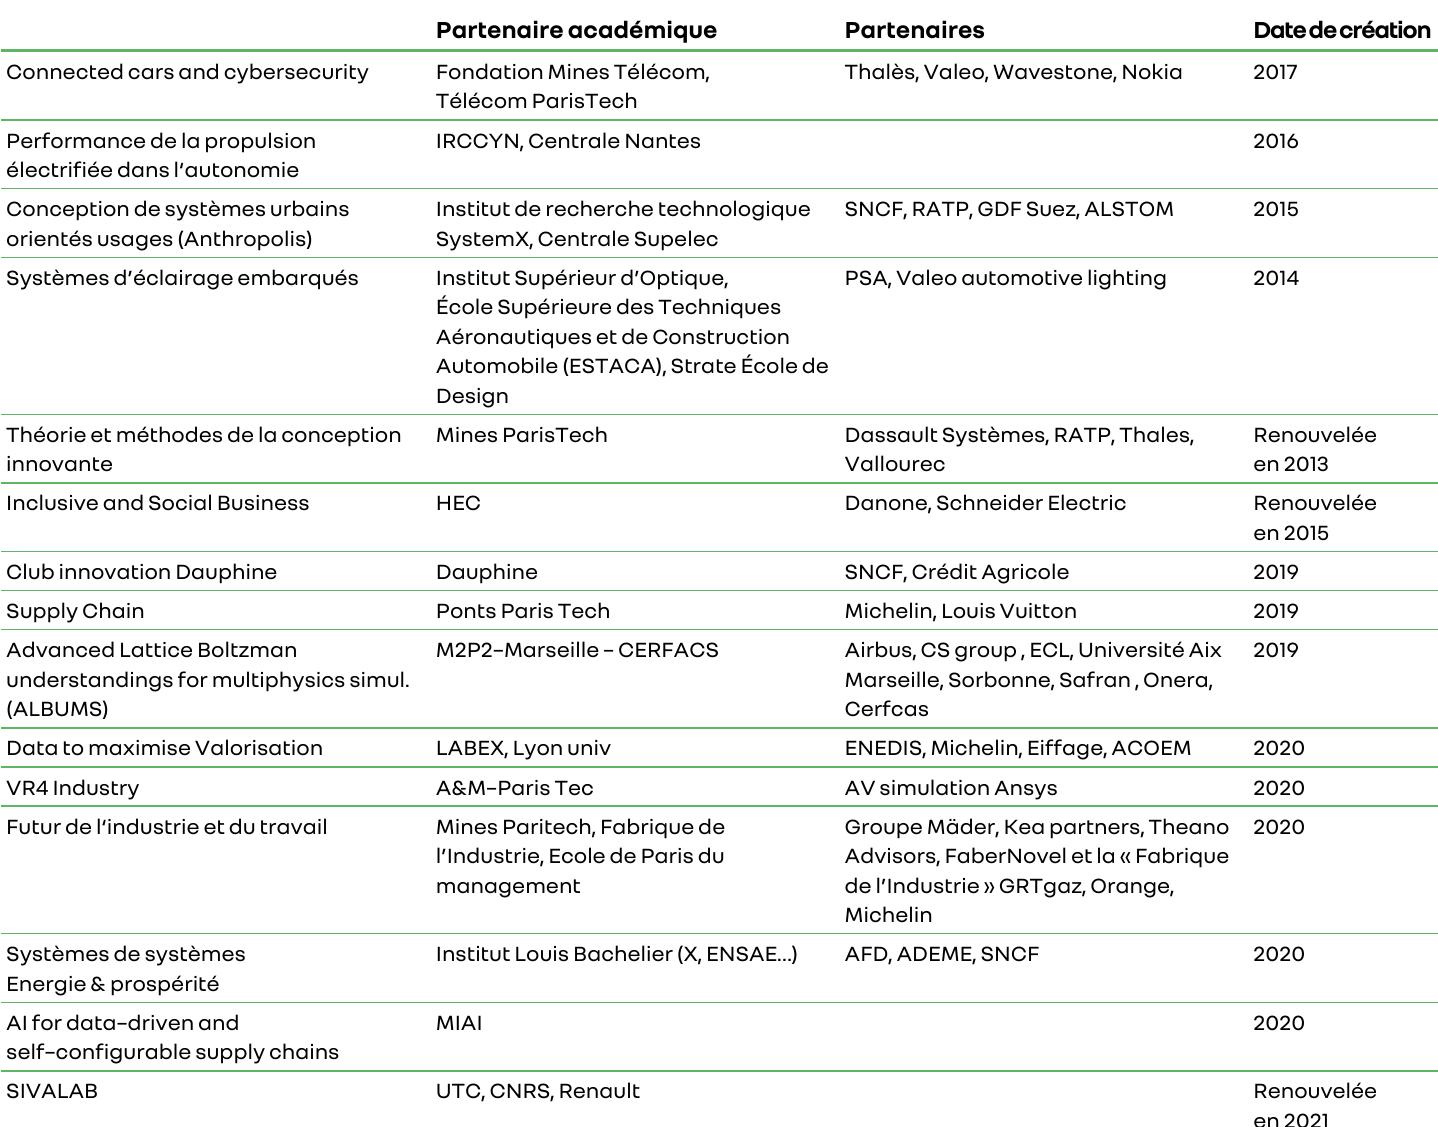 Partenaire académique Partenaires Date de création
Connected cars and cybersecurity Fondation Mines Télécom, Thalès, Valeo, Wavestone, Nokia 2017
Télécom ParisTech
Performance de la propulsion IRCCYN, Centrale Nantes 2016
électrifiée dans l'autonomie
Conception de systèmes urbains Institut de recherche technologique SNCF, RATP, GDF Suez, ALSTOM 2015
orientés usages (Anthropolis) SystemX, Centrale Supelec
Systèmes d'éclairage embarqués Institut Supérieur d'Optique, PSA, Valeo automotive lighting 2014
École Supérieure des Techniques
Aéronautiques et de Construction
Automobile (ESTACA), Strate École de
Design
Théorie et méthodes de la conception Mines ParisTech Dassault Systèmes, RATP, Thales, Renouvelée
innovante Vallourec en 2013
Inclusive and Social Business HEC Danone, Schneider Electric Renouvelée
en 2015
Club innovation Dauphine Dauphine SNCF, Crédit Agricole 2019
Supply Chain Ponts Paris Tech Michelin, Louis Vuitton 2019
Advanced Lattice Boltzman M2P2–Marseille – CERFACS Airbus, CS group , ECL, Université Aix 2019
understandings for multiphysics simul. Marseille, Sorbonne, Safran , Onera,
(ALBUMS) Cerfcas
Data to maximise Valorisation LABEX, Lyon univ ENEDIS, Michelin, Eiffage, ACOEM 2020
VR4 Industry A&M–Paris Tec AV simulation Ansys 2020
Futur de l'industrie et du travail Mines Paritech, Fabrique de Groupe Mäder, Kea partners, Theano 2020
l'Industrie, Ecole de Paris du Advisors, FaberNovel et la « Fabrique
management de l'Industrie » GRTgaz, Orange,
Michelin
Systèmes de systèmes Institut Louis Bachelier (X, ENSAE...) AFD, ADEME, SNCF 2020
Energie & prospérité
AI for data–driven and MIAI 2020
self–configurable supply chains
SIVALAB UTC, CNRS, Renault Renouvelée
en 2021